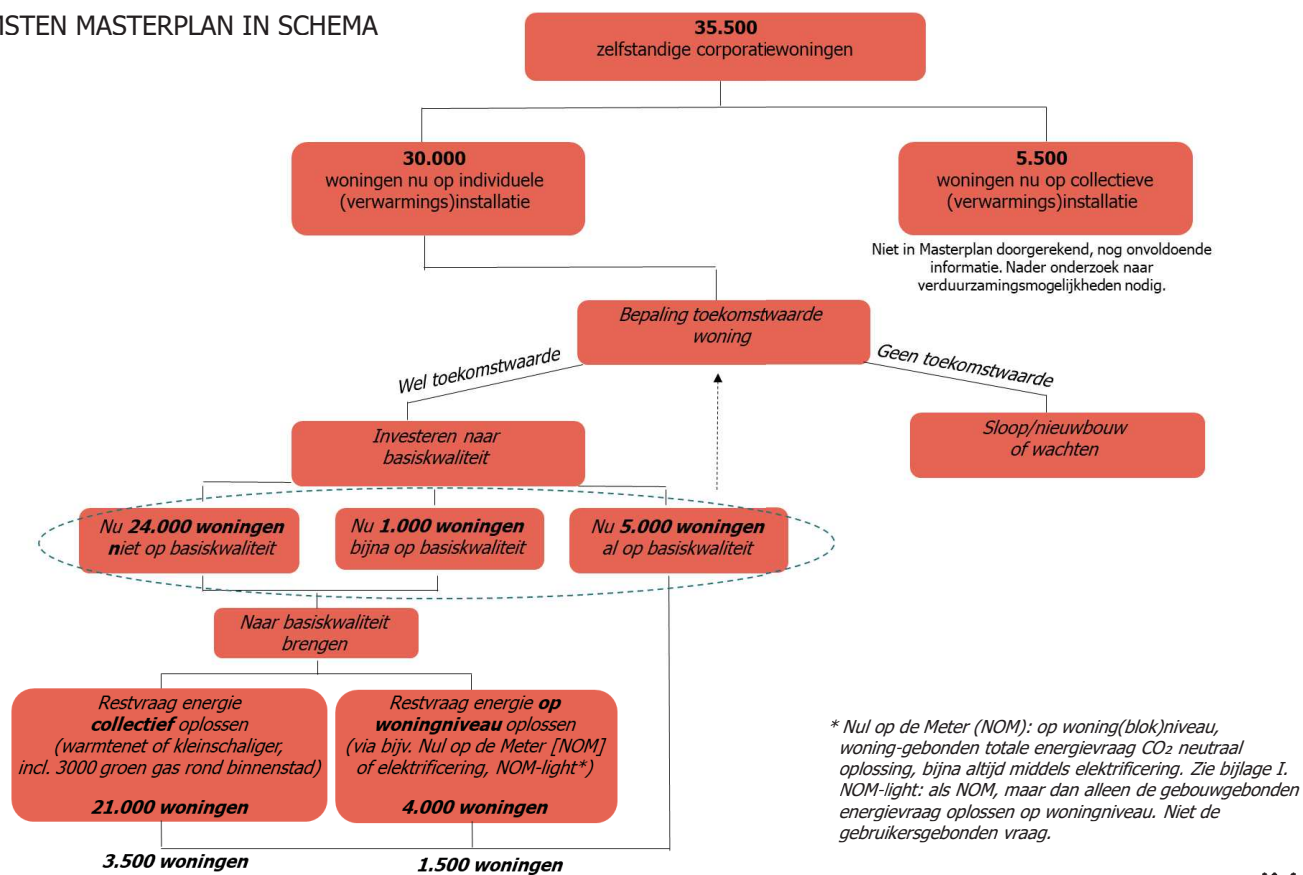 MSTEN MASTERPLAN IN SCHEMA
35.500
zelfstandige corporatiewoningen
30.000
woningen nu op individuele
(verwarmings)installatie
5.500
woningen nu op collectieve
(verwarmings)installatie
Niet in Masterplan doorgerekend, nog onvoldoende
informatie. Nader onderzoek naar
verduurzamingsmogelijkheden nodig.
Bepaling toekomstwaarde
woning
Wel toekomstwaarde
Geen toekomstwaarde
Investeren naar
basiskwaliteit
Sloop/nieuwbouw
of wachten
Nu 24.000 woningen
niet op basiskwaliteit
Nu 1.000 woningen
bijna op basiskwaliteit
Nu 5.000 woningen
al op basiskwaliteit
Naar basiskwaliteit
brengen
Restvraag energie
collectief oplossen
(warmtenet of kleinschaliger,
incl. 3000 groen gas rond binnenstad)
21.000 woningen
Restvraag energie op
woningniveau oplossen
(via bijv. Nul op de Meter [NOM]
of elektrificering, NOM-light*)
4.000 woningen
3.500 woningen
1.500 woningen
* Nul op de Meter (NOM): op woning(blok)niveau,
woning-gebonden totale energievraag CO₂ neutraal
oplossing, bijna altijd middels elektrificering. Zie bijlage I.
NOM-light: als NOM, maar dan alleen de gebouwgebonden
energievraag oplossen op woningniveau. Niet de
gebruikersgebonden vraag.